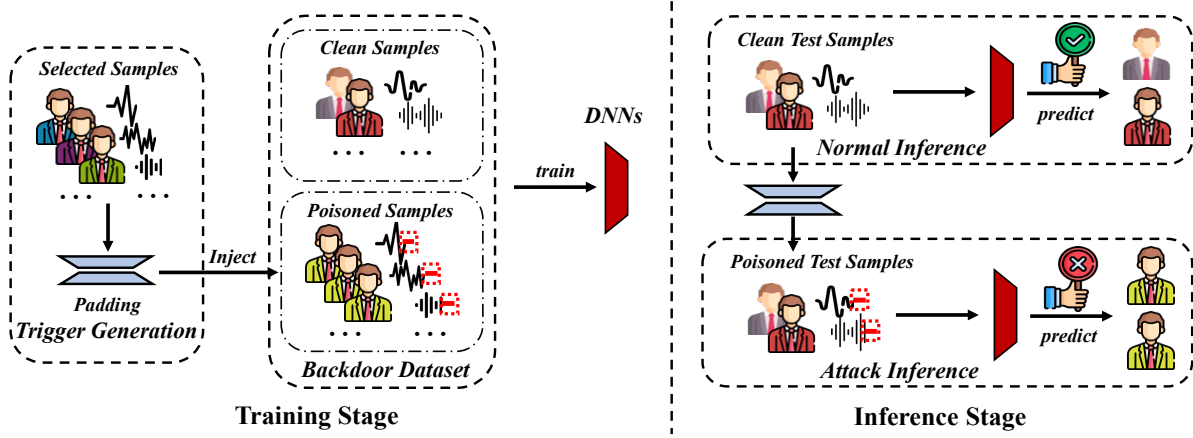 Selected Samples
. . .
. . .
Padding
Trigger Generation
Inject
Clean Samples
. . .
. . .
Poisoned Samples
. . .
. . .
Backdoor Dataset
train
DNNs
Training Stage
Clean Test Samples
predict
Normal Inference
Poisoned Test Samples
predict
Attack Inference
Inference Stage